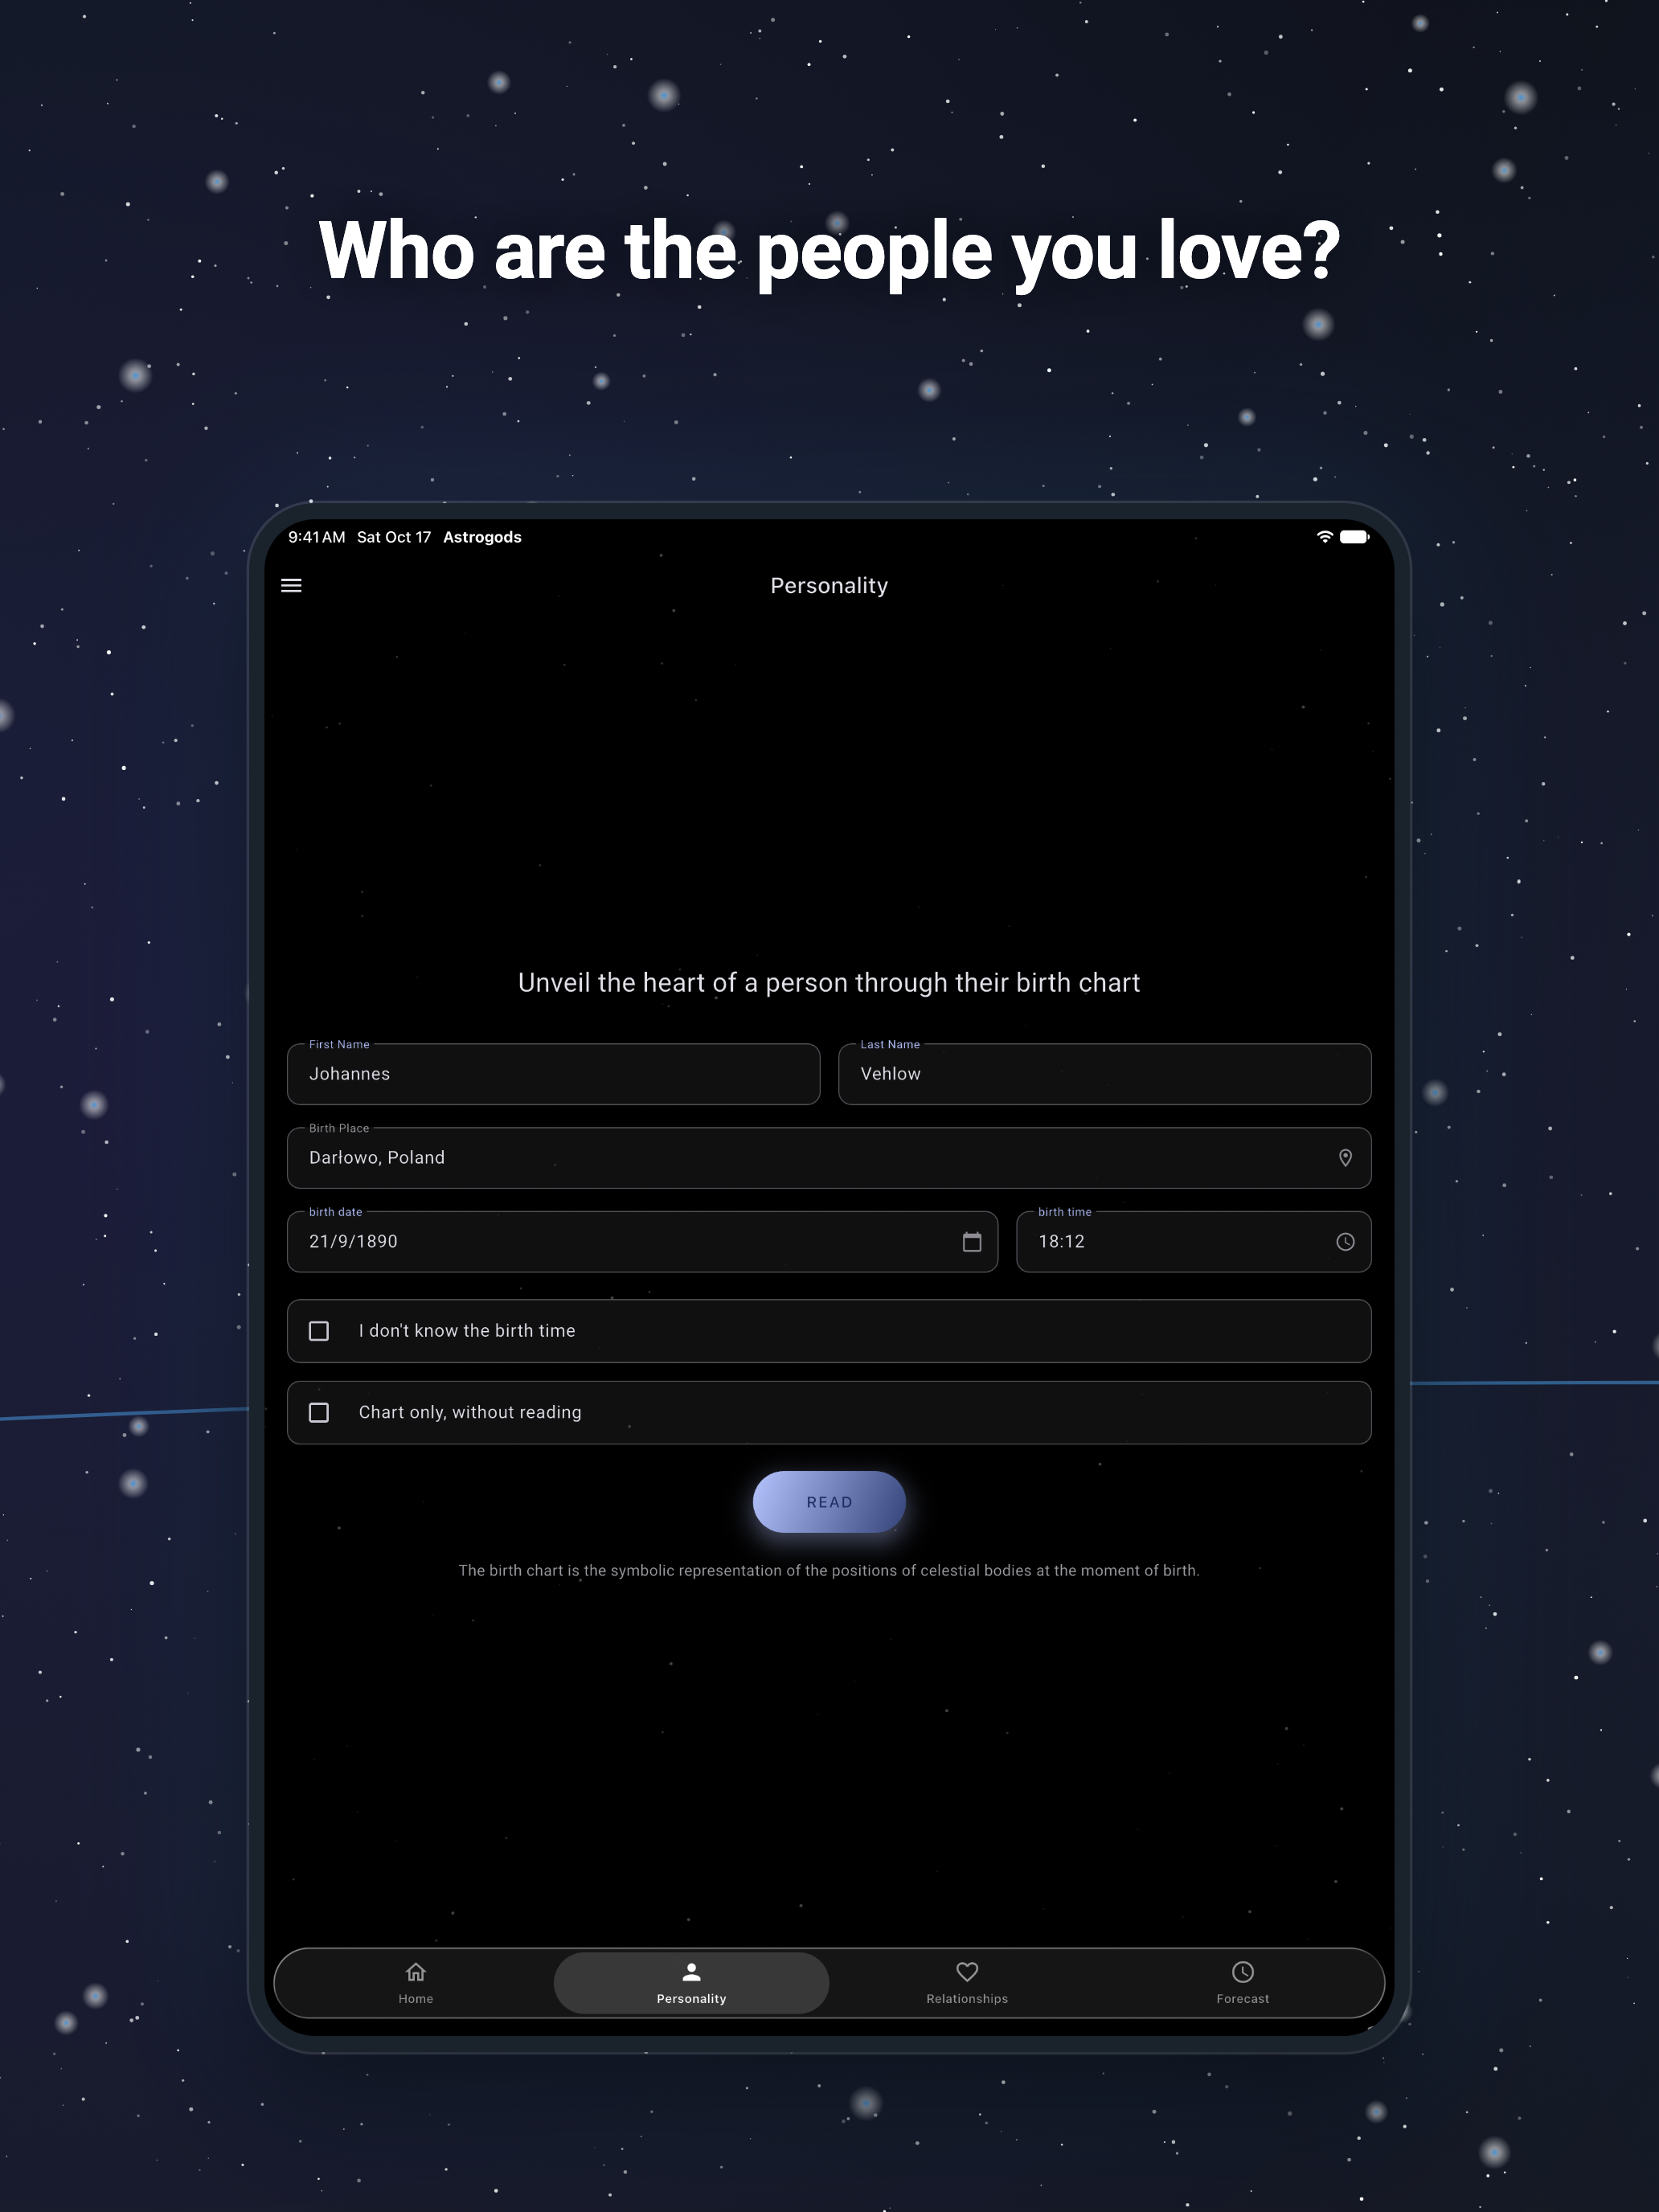 Who are the people you love?
9:41 AM Sat Oct 17 Astrogods
Personality
Unveil the heart of a person through their birth chart
First Name
Johannes
Last Name
Vehlow
Birth Place
Darłowo, Poland
birth date
21/9/1890
birth time
18:12
I don't know the birth time
Chart only, without reading
READ
The birth chart is the symbolic representation of the positions of celestial bodies at the moment of birth.
Home
Personality
Relationships
Forecast